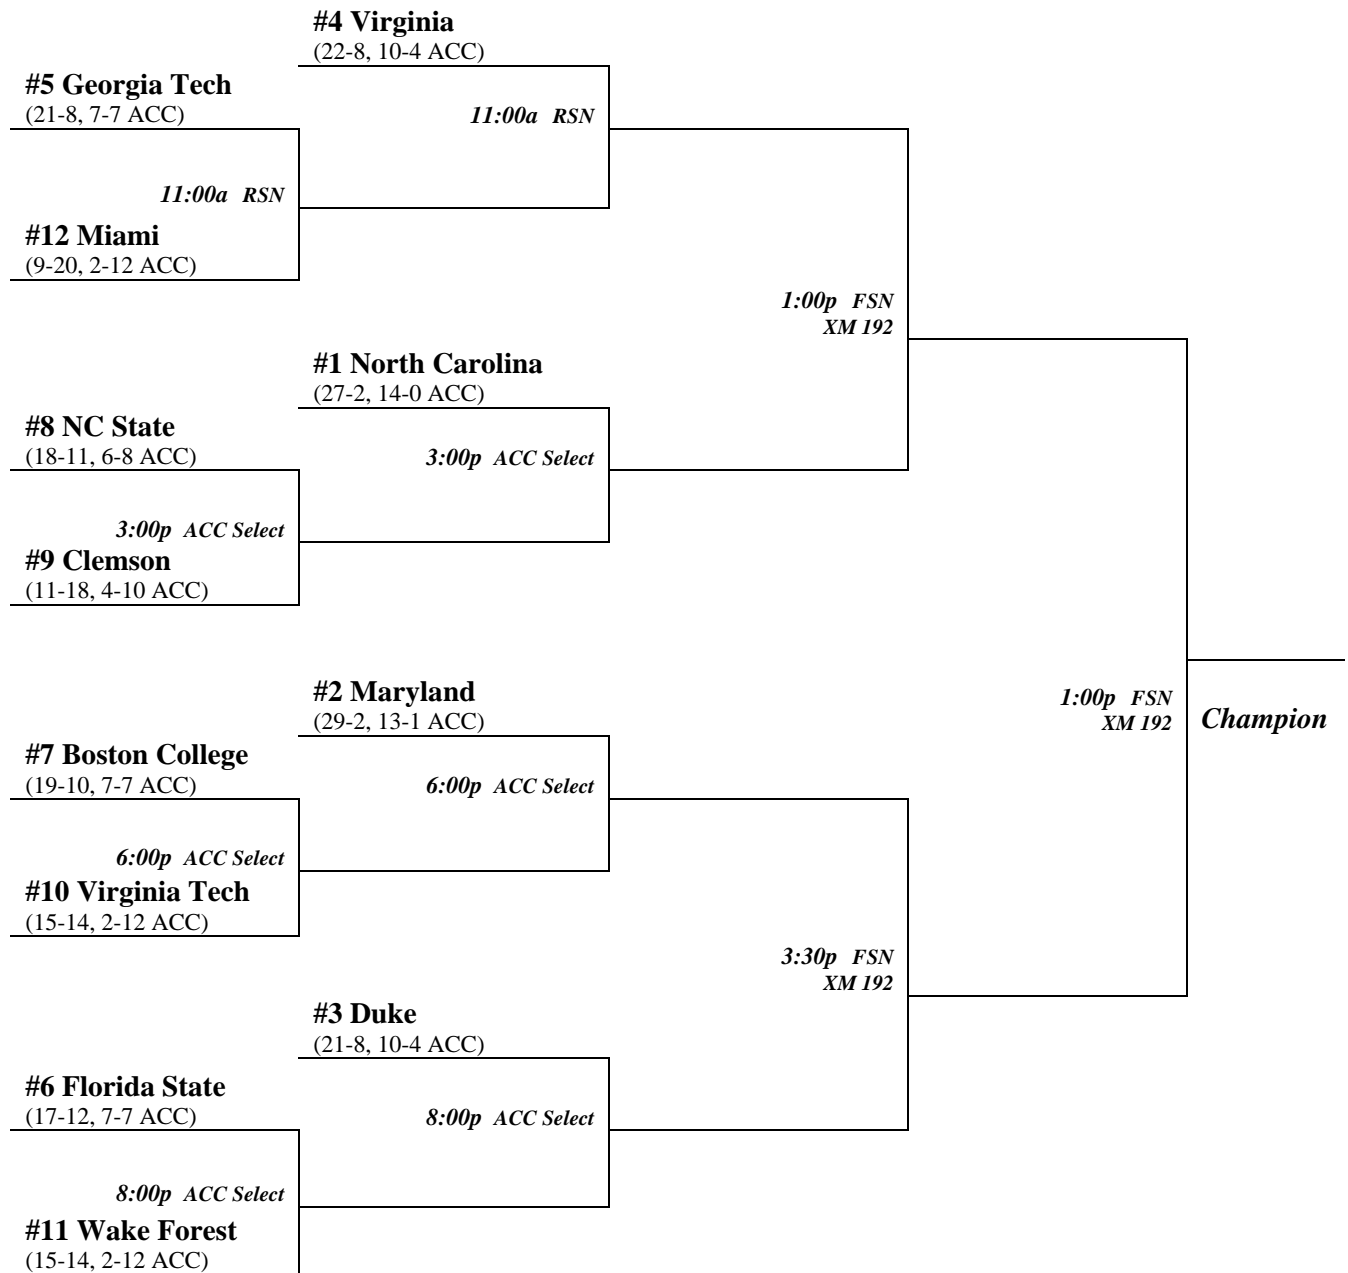 #4 Virginia
(22-8, 10-4 ACC)
#5 Georgia Tech
(21-8, 7-7 ACC)
11:00a RSN
11:00a RSN
#12 Miami
(9-20, 2-12 ACC)
1:00p FSN
XM 192
#1 North Carolina
(27-2, 14-0 ACC)
#8 NC State
(18-11, 6-8 ACC)
3:00p ACC Select
3:00p ACC Select
#9 Clemson
(11-18, 4-10 ACC)
#2 Maryland
(29-2, 13-1 ACC)
1:00p FSN
XM 192
Champion
#7 Boston College
(19-10, 7-7 ACC)
6:00p ACC Select
6:00p ACC Select
#10 Virginia Tech
(15-14, 2-12 ACC)
3:30p FSN
XM 192
#3 Duke
(21-8, 10-4 ACC)
#6 Florida State
(17-12, 7-7 ACC)
8:00p ACC Select
8:00p ACC Select
#11 Wake Forest
(15-14, 2-12 ACC)